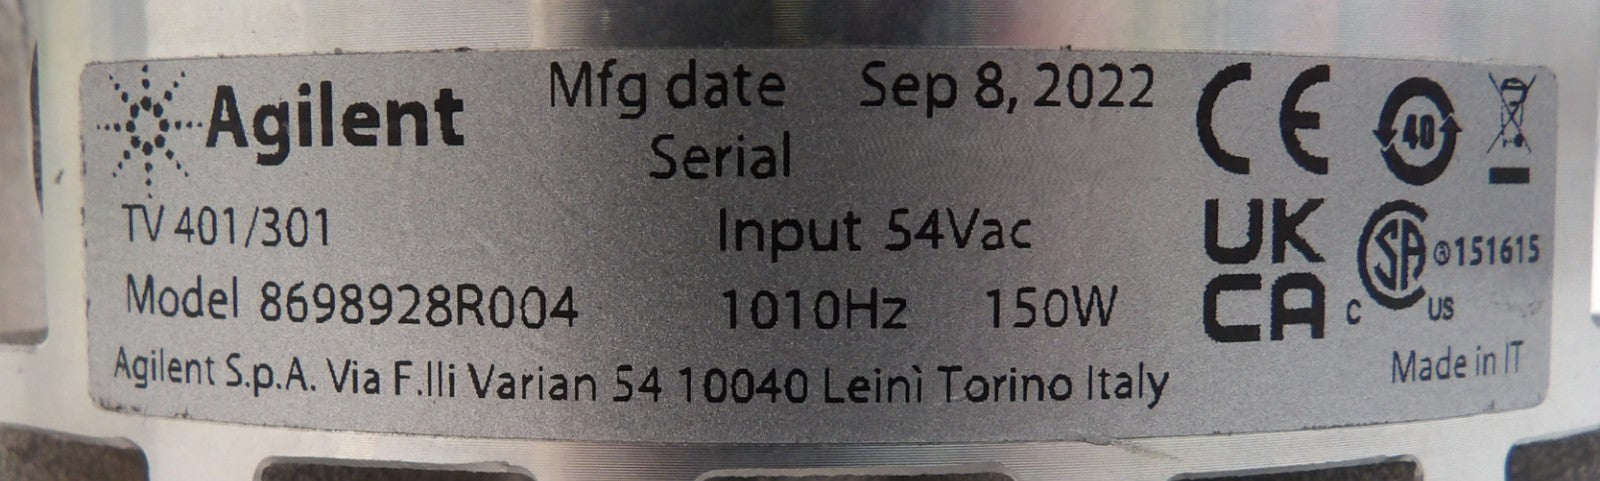 Agilent Mfg date Sep 8, 2022
Serial
TV 401/301 Input 54Vac
Model 8698928R004 1010Hz 150W
Agilent S.p.A. Via F.lli Varian 54 10040 Leinì Torino Italy
CE
40
UK
CA
C SA US ®151615
Made in IT